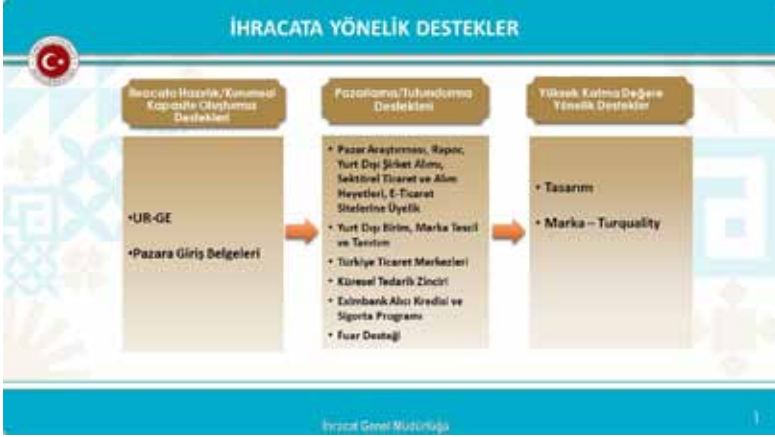 İHRACATA YÖNELİK DESTEKLER
İhracata Hazırlık/Kurumsal
Kapasite Oluşturma
Destekleri
•UR-GE
•Pazara Giriş Belgeleri
Pazarlama/Tutundurma
Destekleri
• Pazar Araştırması, Rapor,
Yurt Dışı Şirket Alımı,
Sektörel Ticaret ve Alım
Heyetleri, E-Ticaret
Sitelerine Üyelik
• Yurt Dışı Birim, Marka Tescil
ve Tanıtım
• Türkiye Ticaret Merkezleri
• Küresel Tedarik Zinciri
• Eximbank Alıcı Kredisi ve
Sigorta Programı
• Fuar Desteği
Yüksek Katma Değere
Yönelik Destekler
• Tasarım
• Marka – Turquality
İhracat Genel Müdürlüğü
1